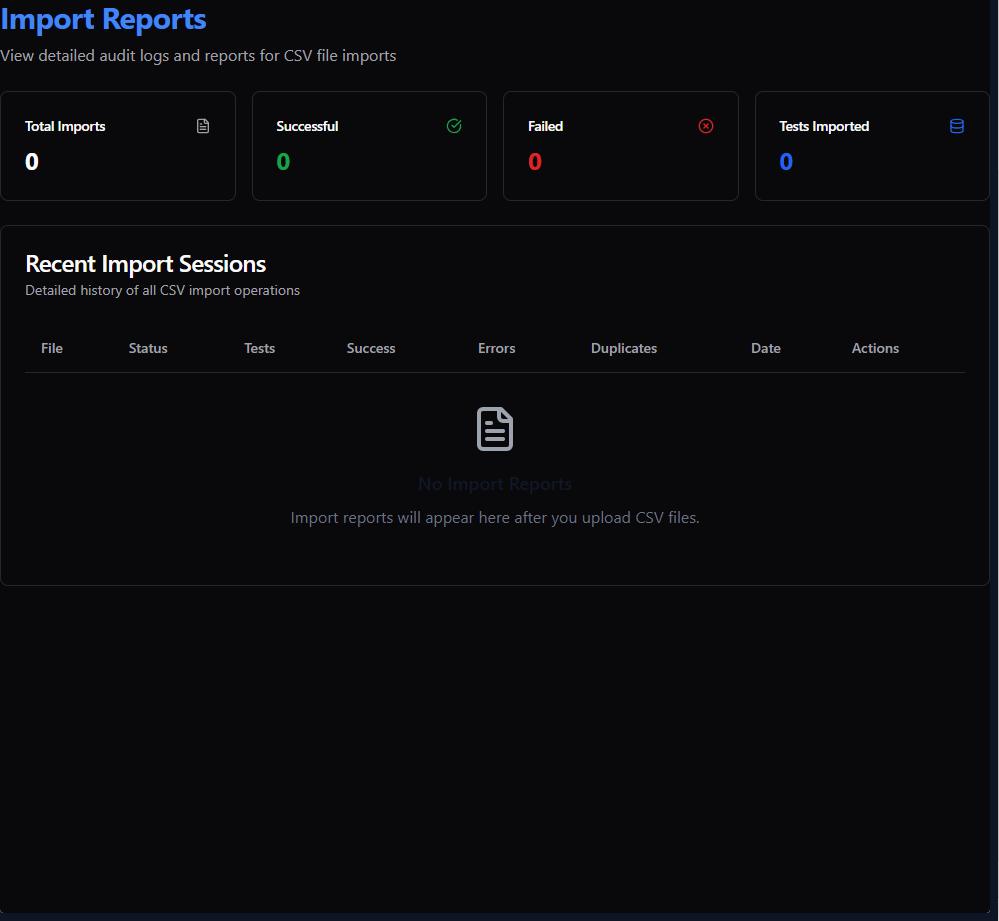 Import Reports
View detailed audit logs and reports for CSV file imports
Total Imports
0
Successful
0
Failed
0
Tests Imported
0
Recent Import Sessions
Detailed history of all CSV import operations
File Status Tests Success Errors Duplicates Date Actions
No Import Reports
Import reports will appear here after you upload CSV files.